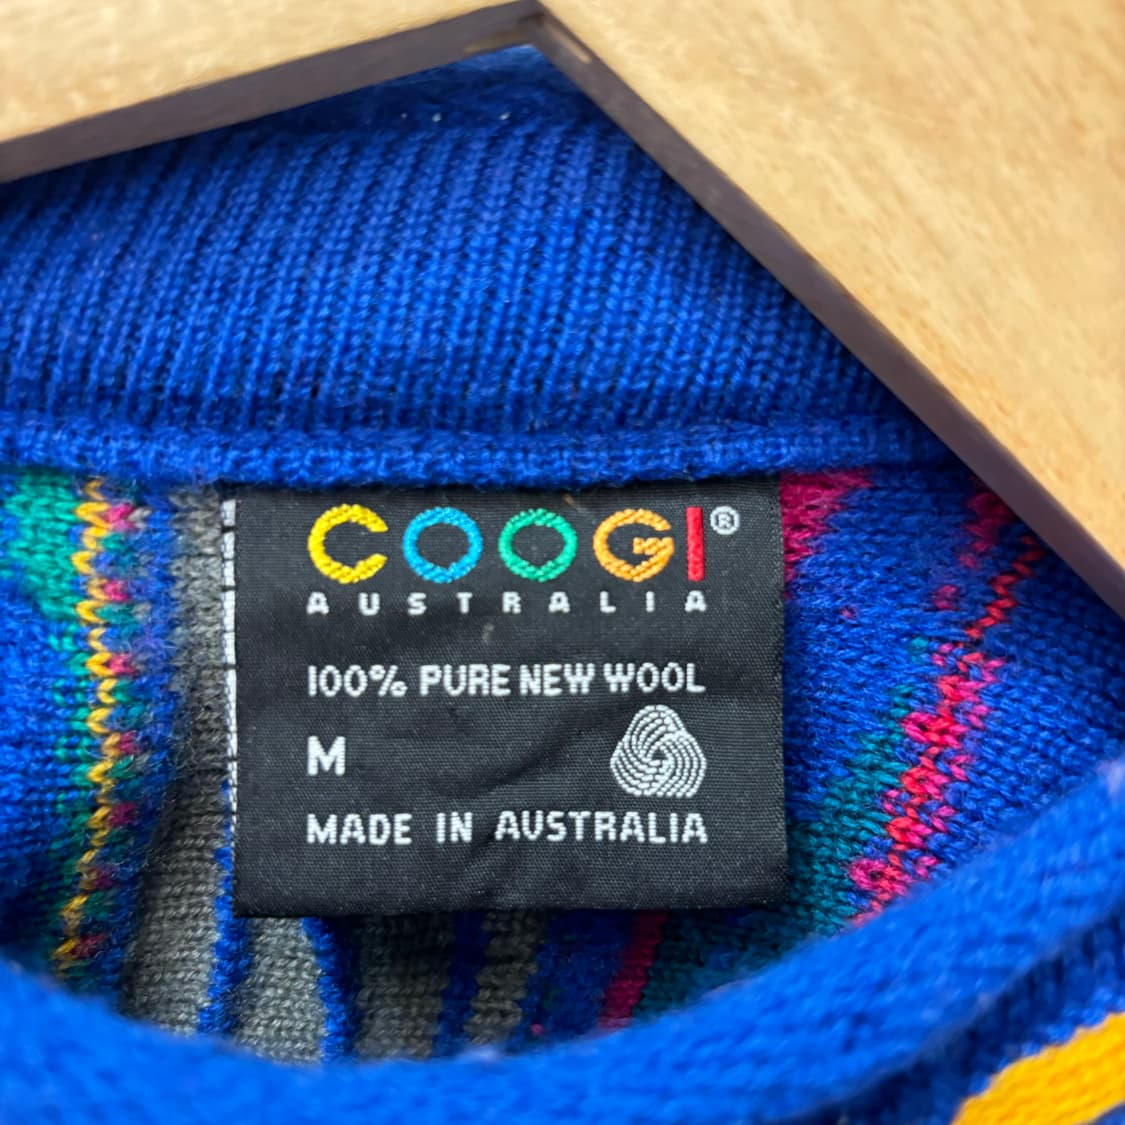 COOGI®
AUSTRALIA
100% PURE NEW WOOL
M
MADE IN AUSTRALIA